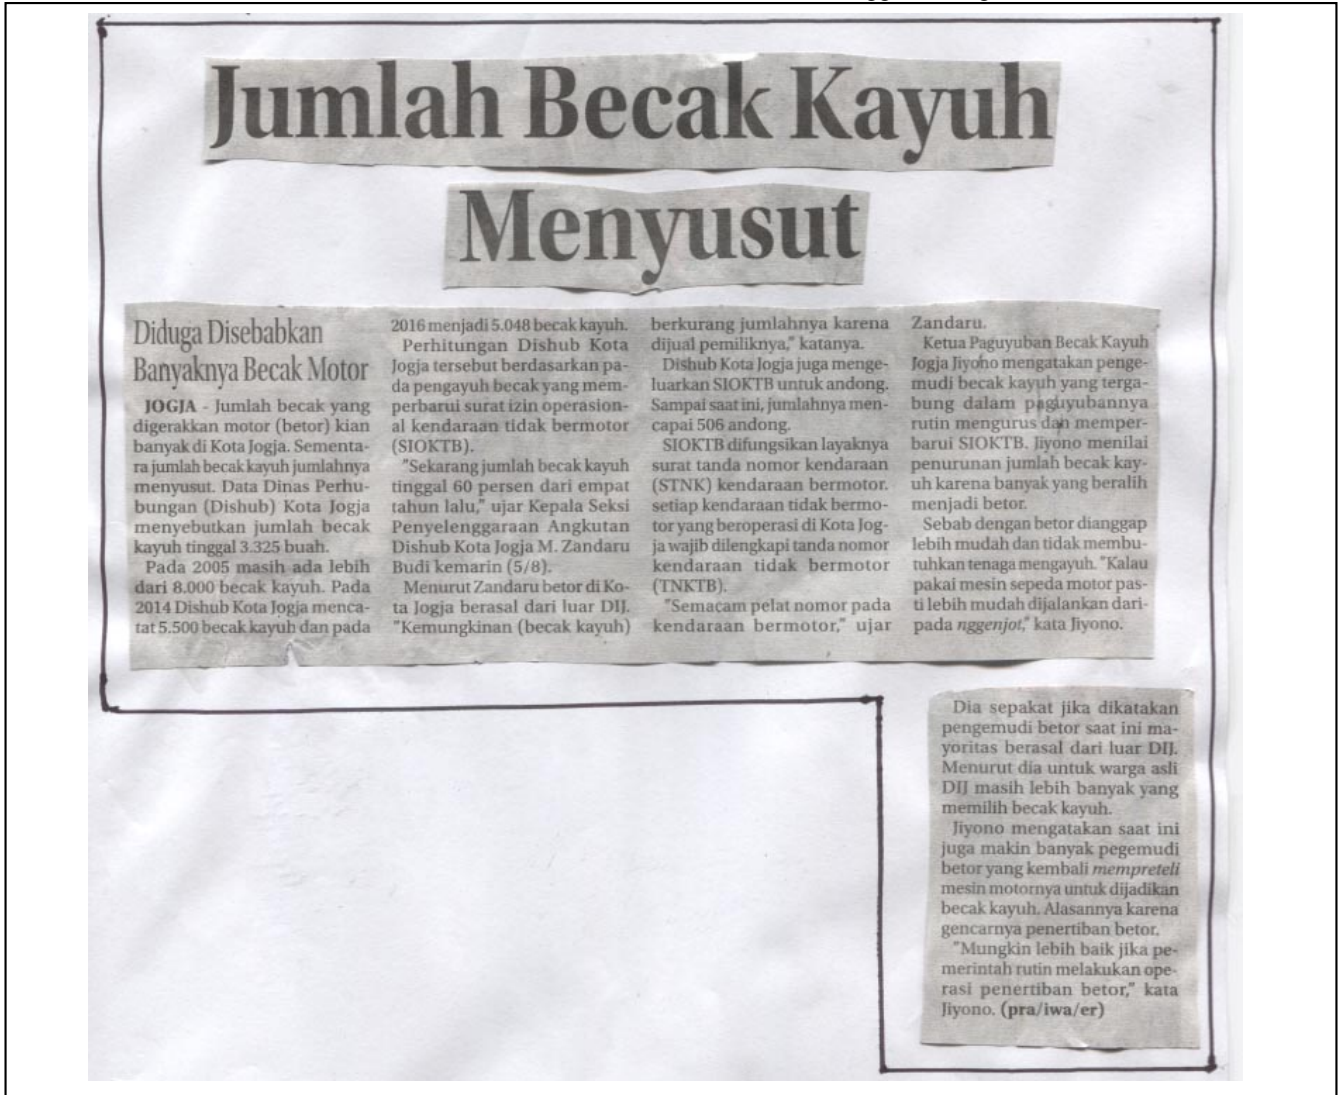 Jumlah Becak Kayuh
Menyusut
Diduga Disebabkan
Banyaknya Becak Motor
JOGJA - Jumlah becak yang
digerakkan motor (betor) kian
banyak di Kota Jogja. Sementa-
ra jumlah becak kayuh jumlahnya
menyusut. Data Dinas Perhu-
bungan (Dishub) Kota Jogja
menyebutkan jumlah becak
kayuh tinggal 3.325 buah.
Pada 2005 masih ada lebih
dari 8.000 becak kayuh. Pada
2014 Dishub Kota Jogja menca-
tat 5.500 becak kayuh dan pada
2016 menjadi 5.048 becak kayuh.
Perhitungan Dishub Kota
Jogja tersebut berdasarkan pa-
da pengayuh becak yang mem-
perbarui surat izin operasion-
al kendaraan tidak bermotor
(SIOKTB).
"Sekarang jumlah becak kayuh
tinggal 60 persen dari empat
tahun lalu," ujar Kepala Seksi
Penyelenggaraan Angkutan
Dishub Kota Jogja M. Zandaru
Budi kemarin (5/8).
Menurut Zandaru betor di Ko-
ta Jogja berasal dari luar DIJ.
"Kemungkinan (becak kayuh)
berkurang jumlahnya karena
dijual pemiliknya," katanya.
Dishub Kota Jogja juga menge-
luarkan SIOKTB untuk andong.
Sampai saat ini, jumlahnya men-
capai 506 andong.
SIOKTB difungsikan layaknya
surat tanda nomor kendaraan
(STNK) kendaraan bermotor.
setiap kendaraan tidak bermo-
tor yang beroperasi di Kota Jog-
ja wajib dilengkapi tanda nomor
kendaraan tidak bermotor
(TNKTB).
"Semacam pelat nomor pada
kendaraan bermotor," ujar
Zandaru.
Ketua Paguyuban Becak Kayuh
Jogja Jiyono mengatakan penge-
mudi becak kayuh yang terga-
bung dalam paguyubannya
rutin mengurus dan memper-
barui SIOKTB. Jiyono menilai
penurunan jumlah becak kay-
uh karena banyak yang beralih
menjadi betor.
Sebab dengan betor dianggap
lebih mudah dan tidak membu-
tuhkan tenaga mengayuh. "Kalau
pakai mesin sepeda motor pas-
ti lebih mudah dijalankan dari-
pada nggenjot," kata Jiyono.
Dia sepakat jika dikatakan
pengemudi betor saat ini ma-
yoritas berasal dari luar DIJ.
Menurut dia untuk warga asli
DIJ masih lebih banyak yang
memilih becak kayuh.
Jiyono mengatakan saat ini
juga makin banyak pegemudi
betor yang kembali mempreteli
mesin motornya untuk dijadikan
becak kayuh. Alasannya karena
gencarnya penertiban betor.
"Mungkin lebih baik jika pe-
merintah rutin melakukan ope-
rasi penertiban betor," kata
Jiyono. (pra/iwa/er)